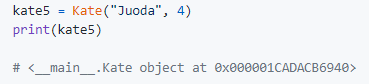 kate5 = Kate("Juoda", 4)
print(kate5)
# <__main__.Kate object at 0x000001CADACB6940>